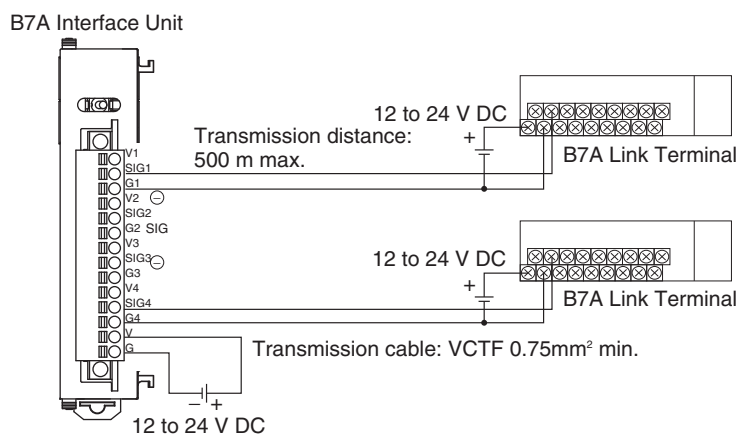 B7A Interface Unit
12 to 24 V DC
+
Transmission distance:
500 m max.
B7A Link Terminal
V1
SIG1
G1
V2 −
SIG2
G2 SIG
V3
SIG3 −
G3
V4
SIG4
G4
V
G
12 to 24 V DC
+
B7A Link Terminal
Transmission cable: VCTF 0.75mm² min.
− +
12 to 24 V DC